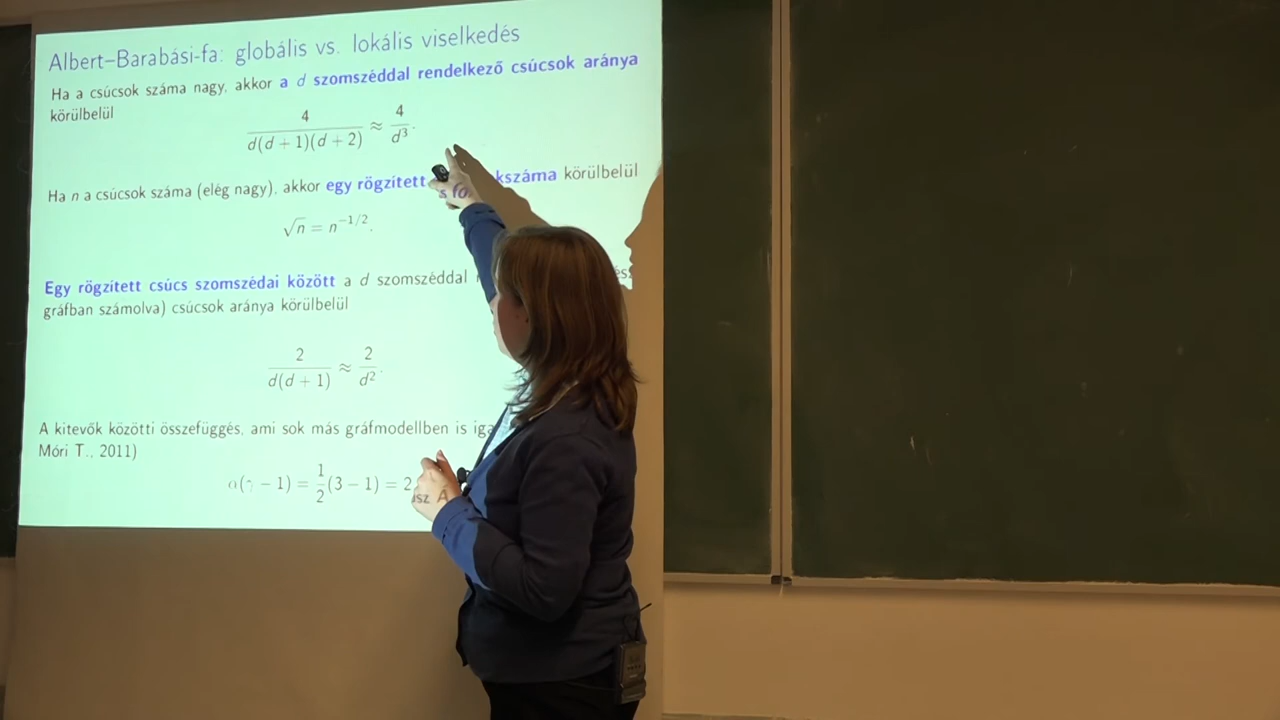 Albert–Barabási-fa: globális vs. lokális viselkedés
Ha a csúcsok száma nagy, akkor a d szomszéddal rendelkező csúcsok aránya
körülbelül
4 / d(d + 1)(d + 2) ≈ 4 / d³.
Ha n a csúcsok száma (elég nagy), akkor egy rögzített kszáma körülbelül
√n = n^{−1/2}.
Egy rögzített csúcs szomszédai között a d szomszéddal
gráfban számolva) csúcsok aránya körülbelül
2 / d(d + 1) ≈ 2 / d².
A kitevők közötti összefüggés, ami sok más gráfmodellben is
Móri T., 2011)
α(γ − 1) = 1/2 (3 − 1) = 2